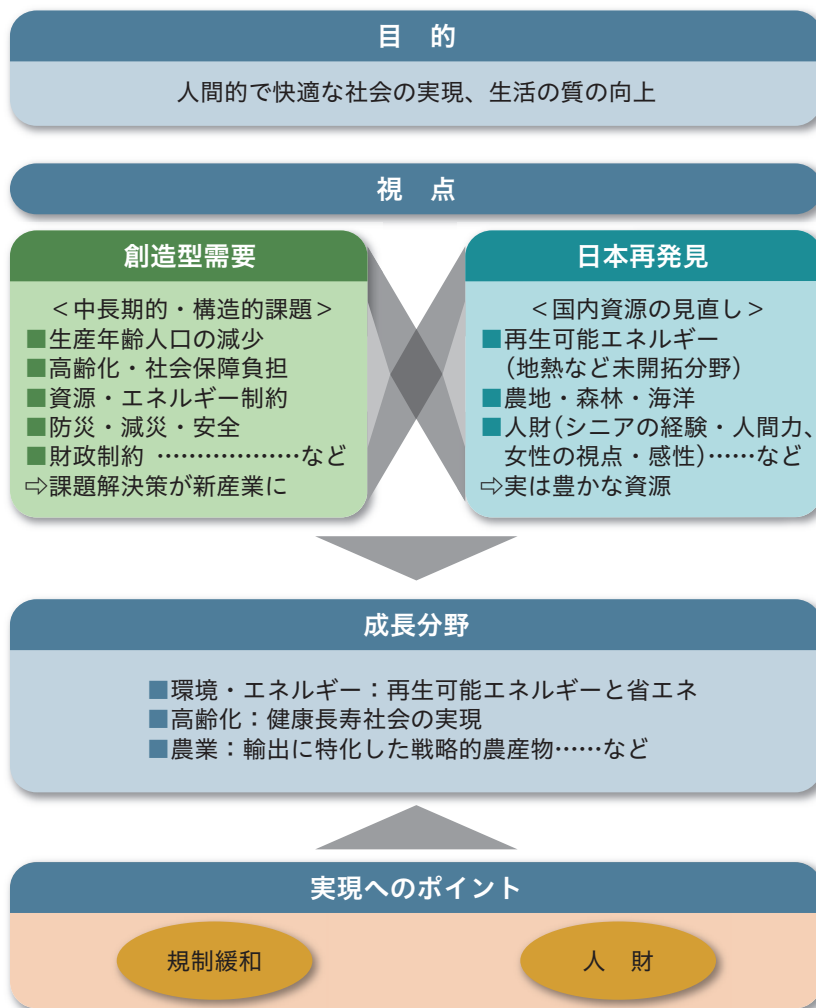 目　的
人間的で快適な社会の実現、生活の質の向上
視　点
創造型需要
＜中長期的・構造的課題＞
■生産年齢人口の減少
■高齢化・社会保障負担
■資源・エネルギー制約
■防災・減災・安全
■財政制約 ………………など
⇨課題解決策が新産業に
日本再発見
＜国内資源の見直し＞
■再生可能エネルギー
(地熱など未開拓分野)
■農地・森林・海洋
■人財(シニアの経験・人間力、
女性の視点・感性)……など
⇨実は豊かな資源
成長分野
■環境・エネルギー：再生可能エネルギーと省エネ
■高齢化：健康長寿社会の実現
■農業：輸出に特化した戦略的農産物……など
実現へのポイント
規制緩和
人　財